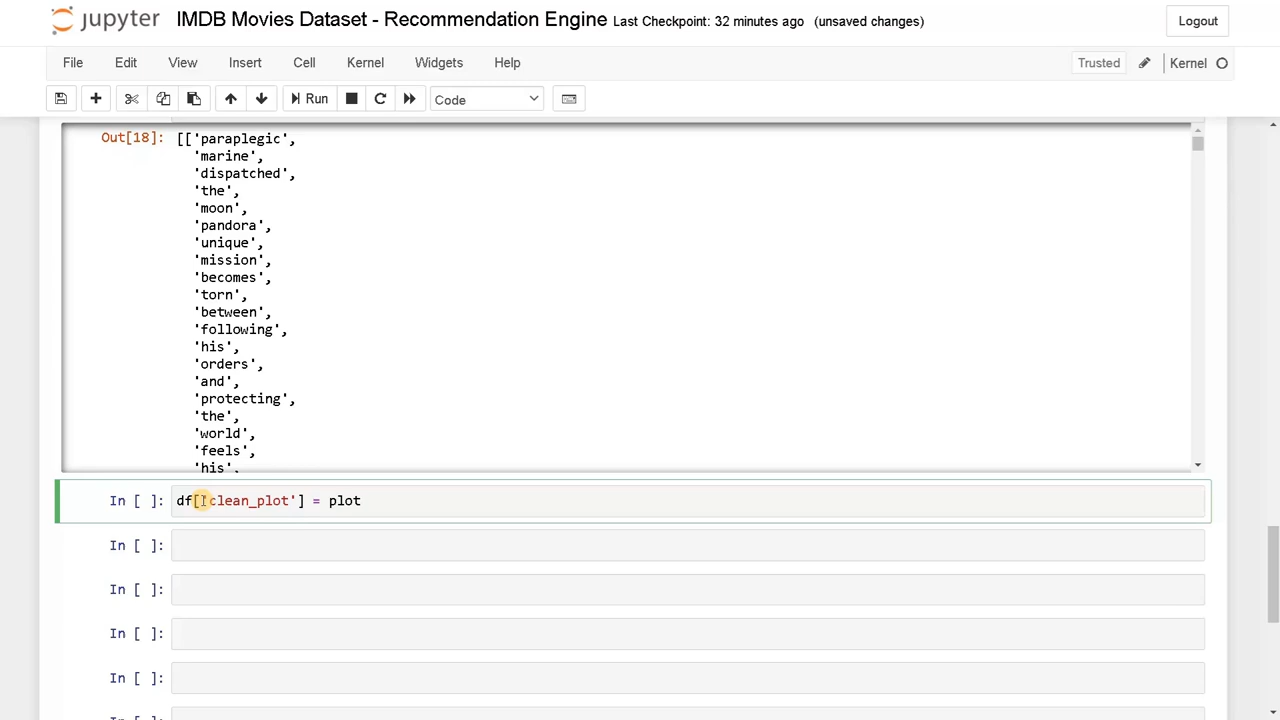 jupyter IMDB Movies Dataset - Recommendation Engine Last Checkpoint: 32 minutes ago (unsaved changes) Logout
File Edit View Insert Cell Kernel Widgets Help Trusted Kernel
Run Code
Out[18]: [['paraplegic',
'marine',
'dispatched',
'the',
'moon',
'pandora',
'unique',
'mission',
'becomes',
'torn',
'between',
'following',
'his',
'orders',
'and',
'protecting',
'the',
'world',
'feels',
'his',
In [ ]: df['clean_plot'] = plot
In [ ]:
In [ ]:
In [ ]:
In [ ]: